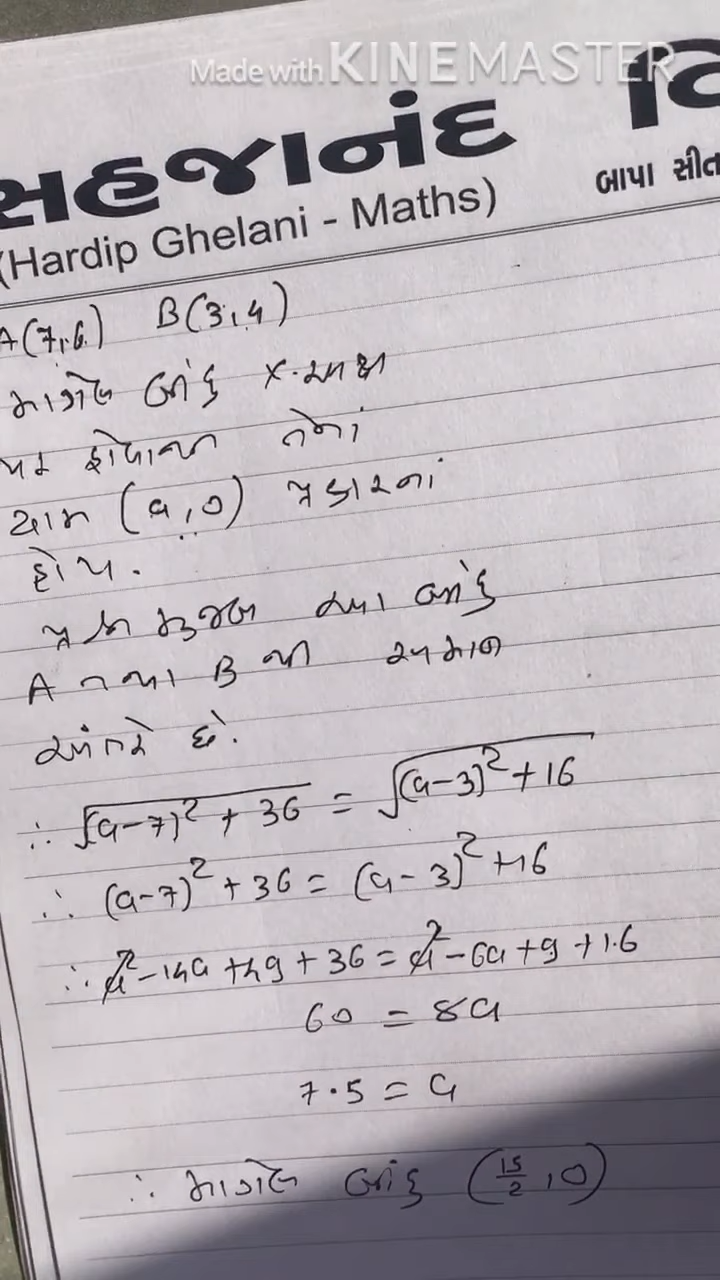 Made with KINEMASTER
સહજાનંદ વિ
બાપા સીત
(Hardip Ghelani - Maths)
A(7,6) B(3,4)
માગેલ બિંદુ X-અક્ષ
પર હોવાથી તેનાં
યામ (a,0) પ્રકારનાં
હોય.
પ્રશ્ન મુજબ આ બિંદુ
A તથા B થી સમાન
અંતરે છે.
∴ √(a-7)² + 36 = √(a-3)² + 16
∴ (a-7)² + 36 = (a-3)² + 16
∴ a² - 14a + 49 + 36 = a² - 6a + 9 + 16
60 = 8a
7.5 = a
∴ માગેલ બિંદુ (15/2, 0)